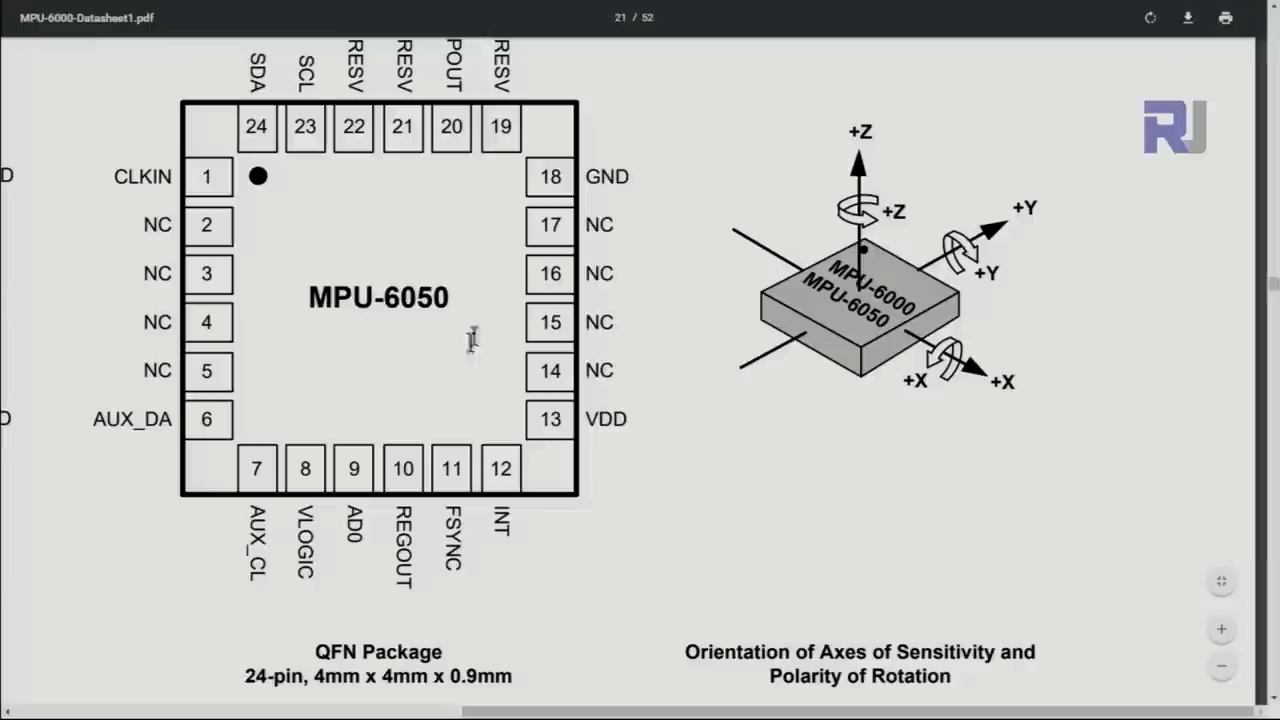 MPU-6000-Datasheet1.pdf
21 / 52
RJ
SDA
SCL
RESV
RESV
POUT
RESV
24 23 22 21 20 19
CLKIN 1
NC 2
NC 3
NC 4
NC 5
AUX_DA 6
MPU-6050
18 GND
17 NC
16 NC
15 NC
14 NC
13 VDD
7 8 9 10 11 12
AUX_CL
VLOGIC
AD0
REGOUT
FSYNC
INT
QFN Package
24-pin, 4mm x 4mm x 0.9mm
+Z
+Z
+Y
+Y
MPU-6000
MPU-6050
+X
+X
Orientation of Axes of Sensitivity and
Polarity of Rotation